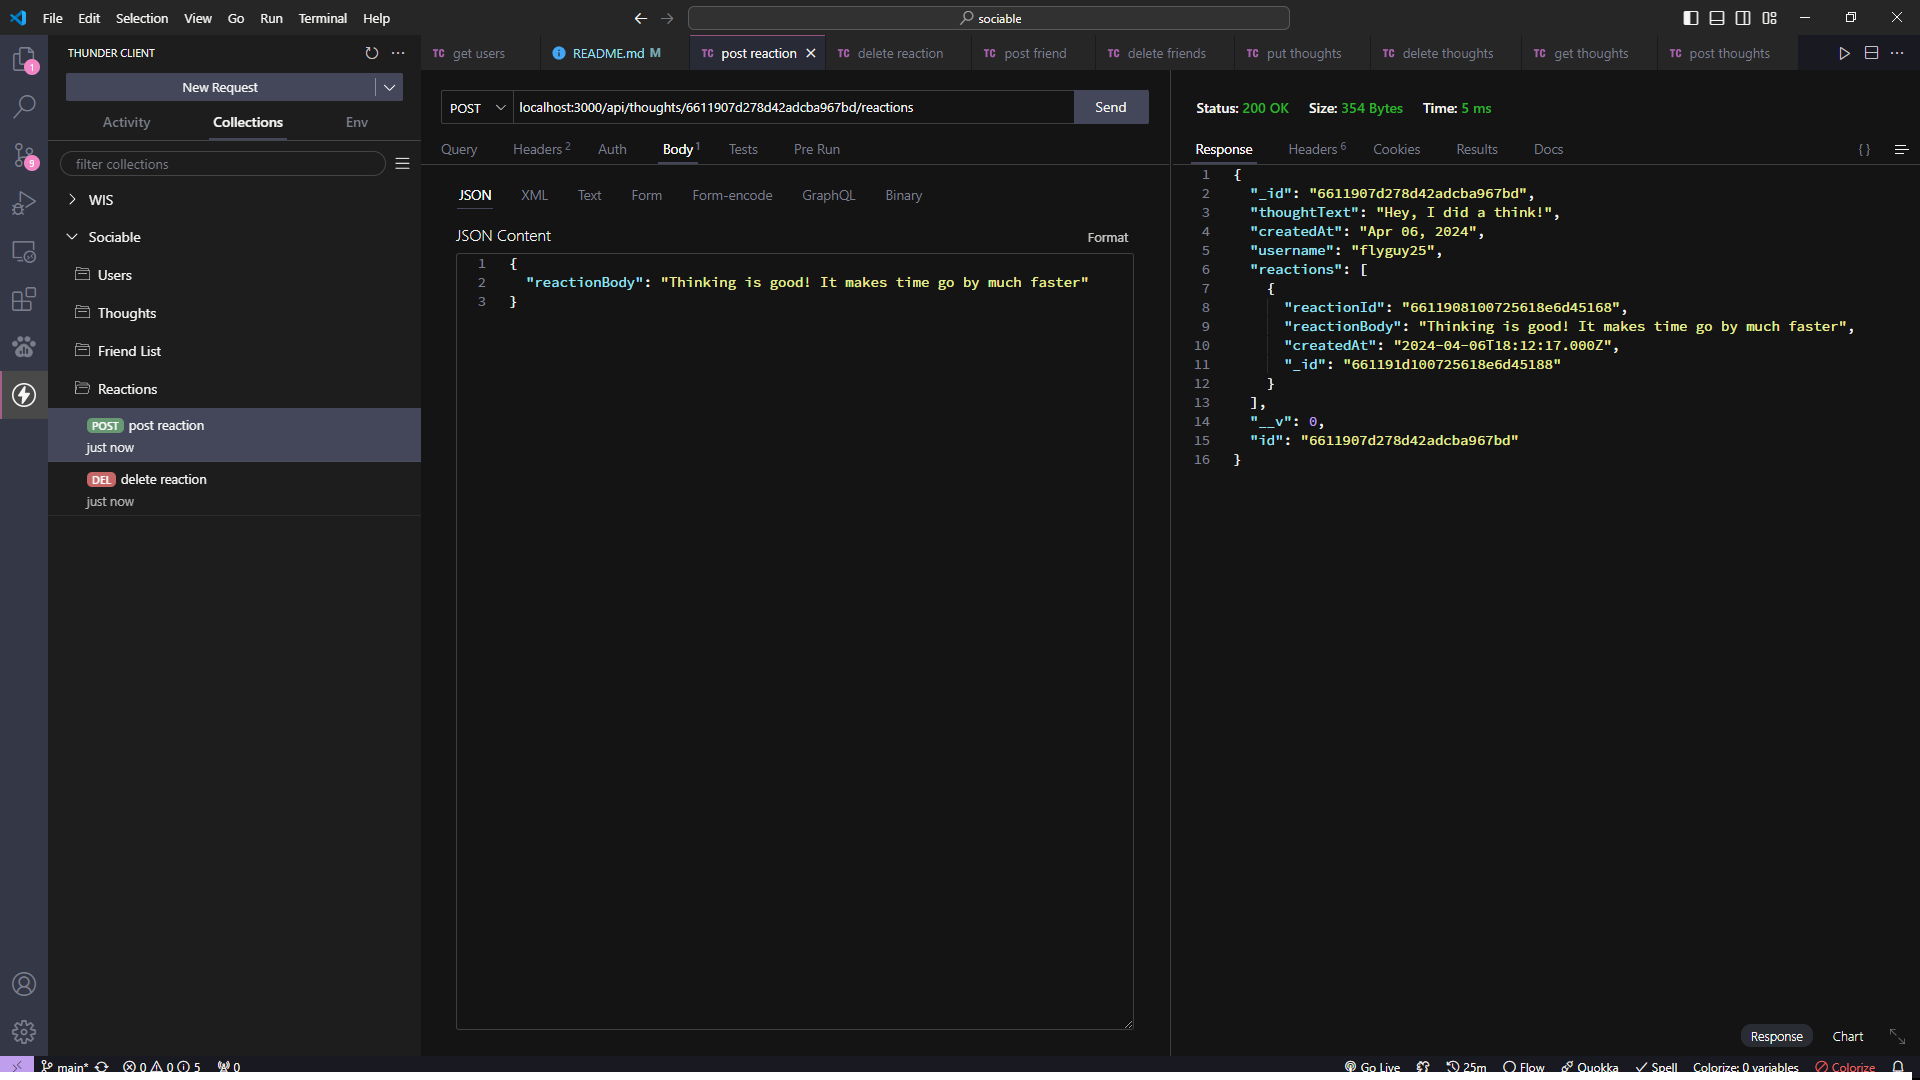 File Edit Selection View Go Run Terminal Help
sociable
THUNDER CLIENT
New Request
Activity Collections Env
filter collections
WIS
Sociable
Users
Thoughts
Friend List
Reactions
POST post reaction
just now
DEL delete reaction
just now
1
9
TC get users
README.md M
TC post reaction
TC delete reaction
TC post friend
TC delete friends
TC put thoughts
TC delete thoughts
TC get thoughts
TC post thoughts
POST localhost:3000/api/thoughts/6611907d278d42adcba967bd/reactions Send
Query Headers 2 Auth Body 1 Tests Pre Run
JSON XML Text Form Form-encode GraphQL Binary
JSON Content Format
1 {
2 "reactionBody": "Thinking is good! It makes time go by much faster"
3 }
Status: 200 OK Size: 354 Bytes Time: 5 ms
Response Headers 6 Cookies Results Docs { }
1 {
2 "_id": "6611907d278d42adcba967bd",
3 "thoughtText": "Hey, I did a think!",
4 "createdAt": "Apr 06, 2024",
5 "username": "flyguy25",
6 "reactions": [
7 {
8 "reactionId": "6611908100725618e6d45168",
9 "reactionBody": "Thinking is good! It makes time go by much faster",
10 "createdAt": "2024-04-06T18:12:17.000Z",
11 "_id": "661191d100725618e6d45188"
12 }
13 ],
14 "__v": 0,
15 "id": "6611907d278d42adcba967bd"
16 }
Response Chart
main* 0 0 5 0
Go Live 25m Flow Quokka Spell Colorize: 0 variables Colorize